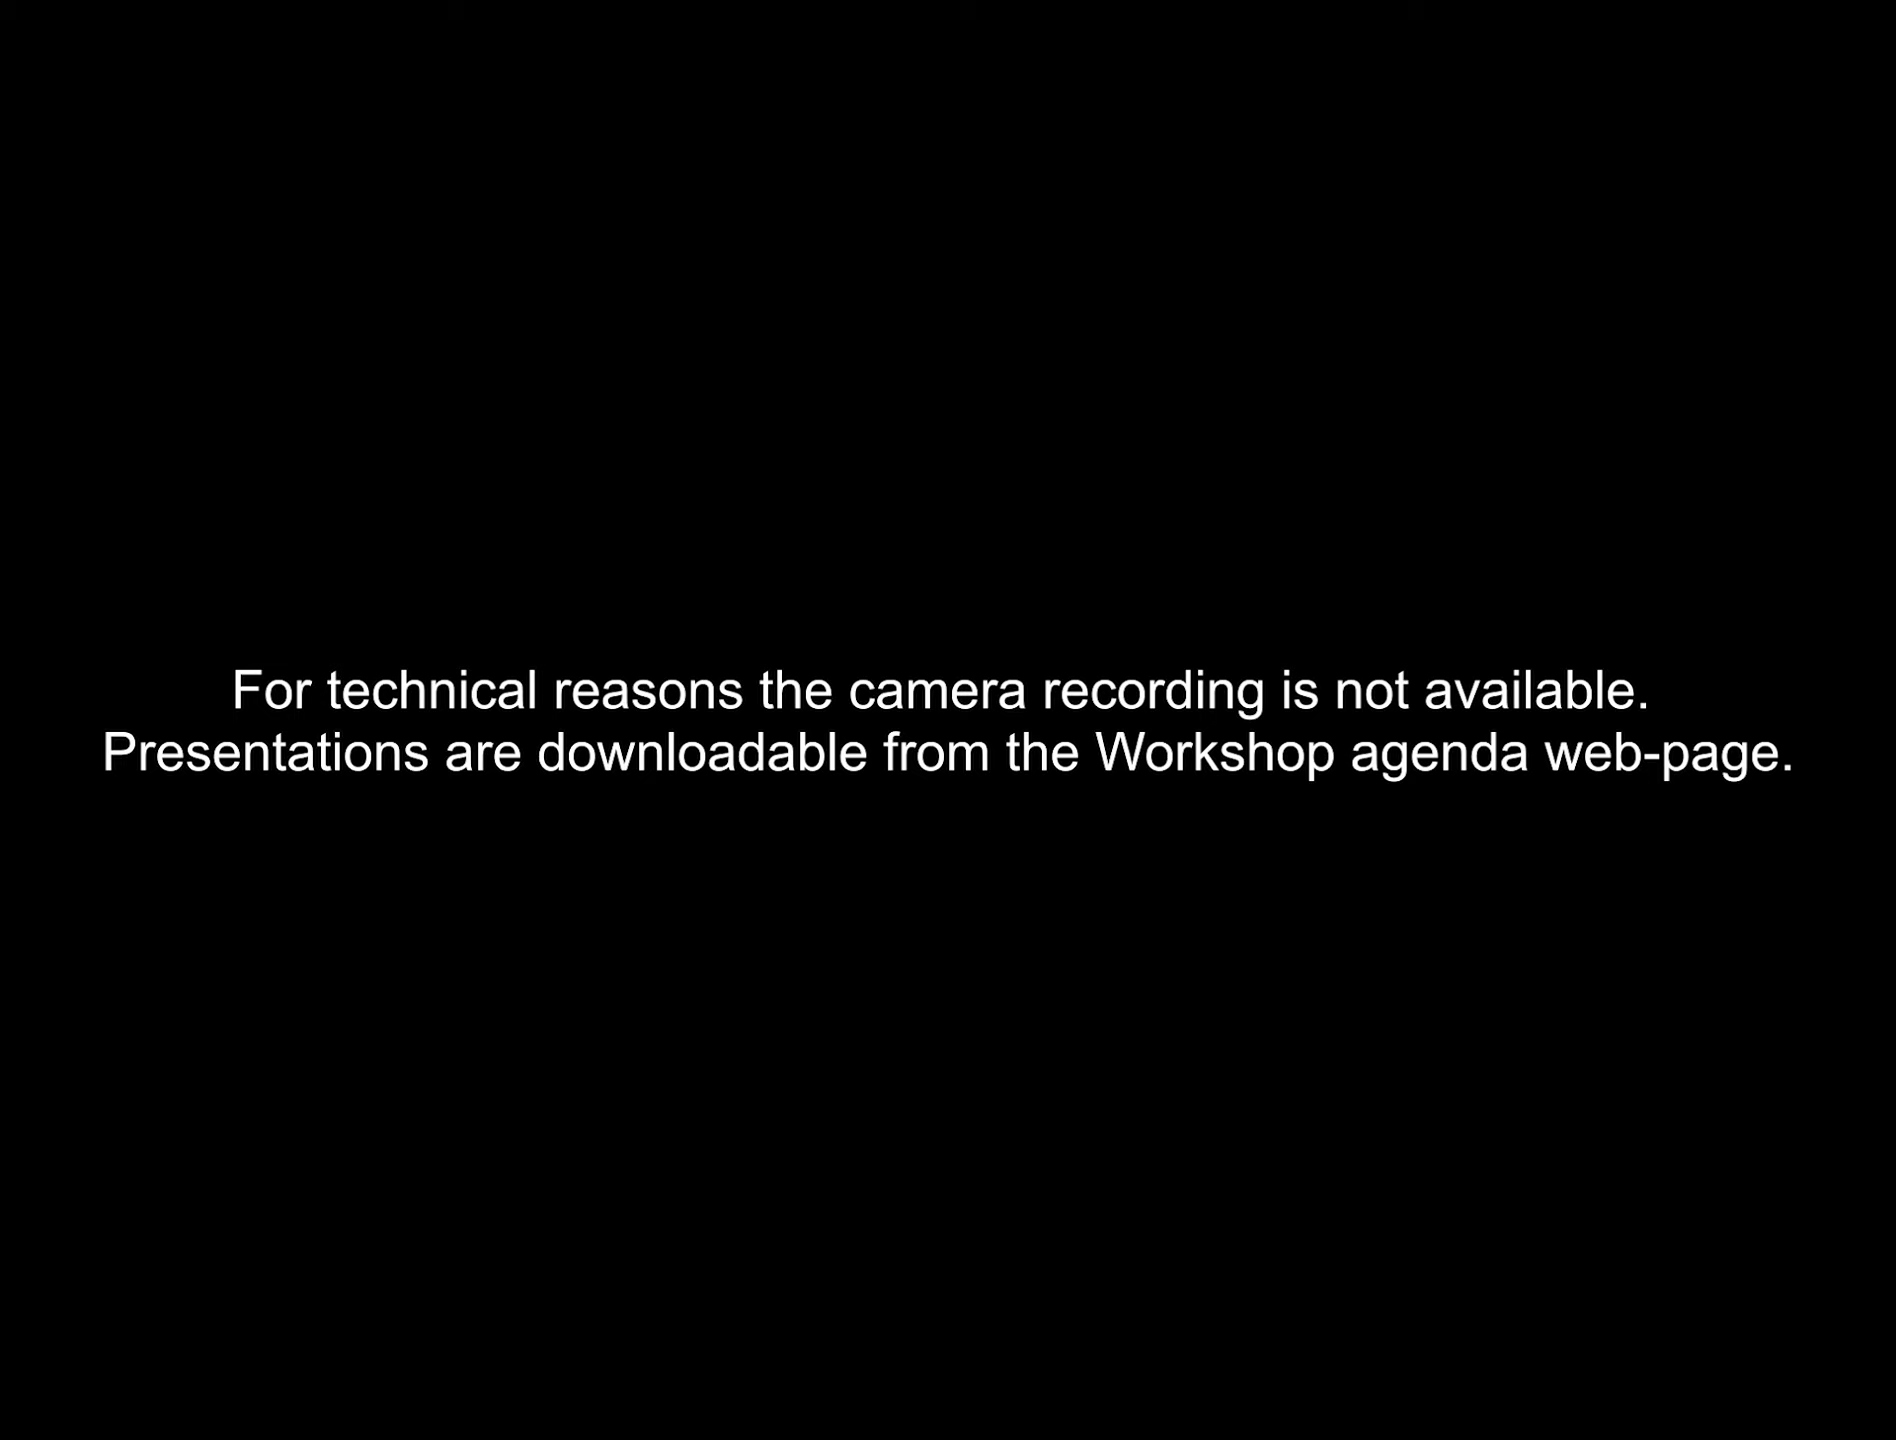 For technical reasons the camera recording is not available.
Presentations are downloadable from the Workshop agenda web-page.